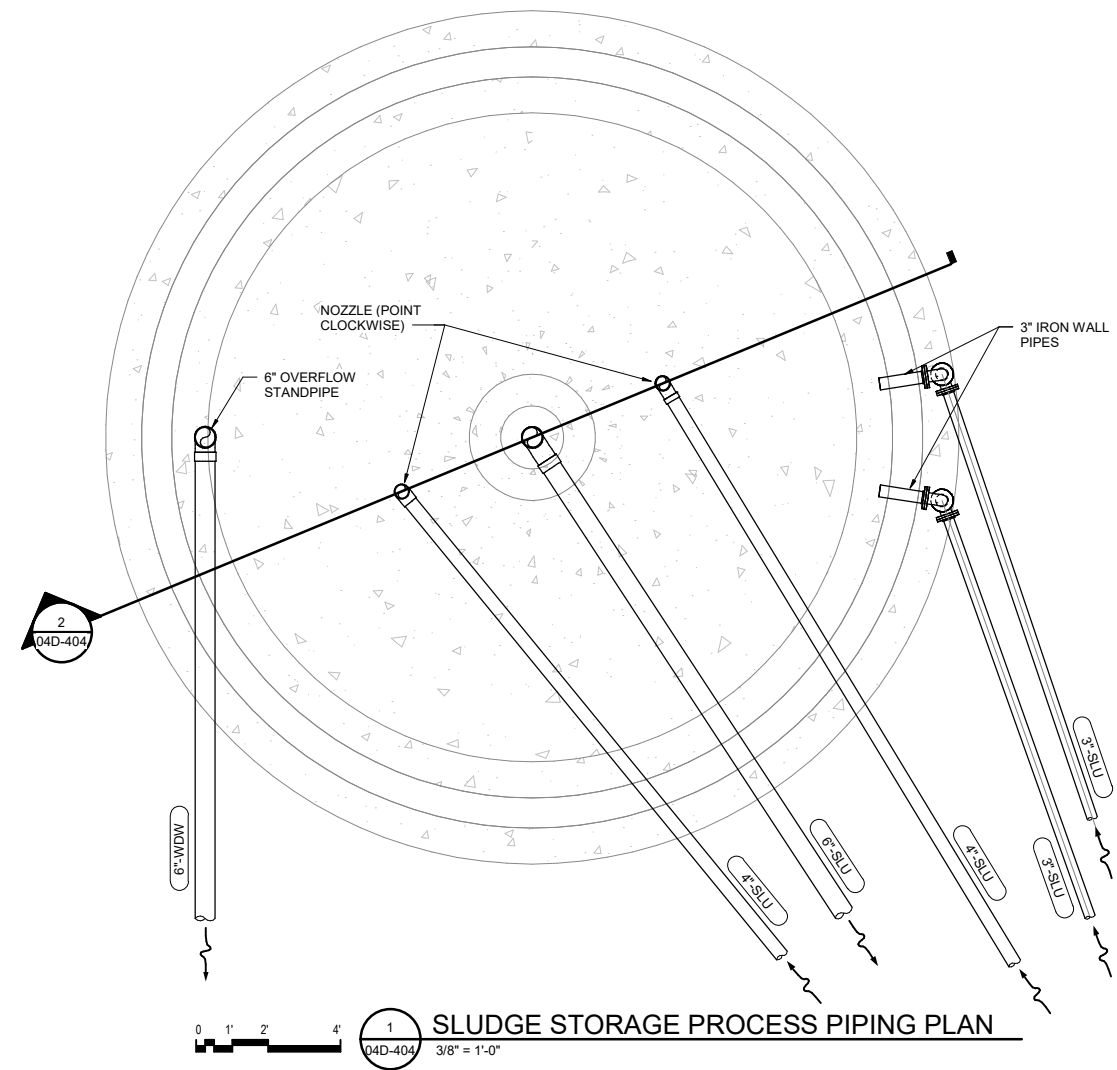 NOZZLE (POINT
CLOCKWISE)
3" IRON WALL
PIPES
6" OVERFLOW
STANDPIPE
2
04D-404
3"-SLU
6"-WDW
4"-SLU
6"-SLU
4"-SLU
3"-SLU
0 1' 2' 4'
1
04D-404
SLUDGE STORAGE PROCESS PIPING PLAN
3/8" = 1'-0"